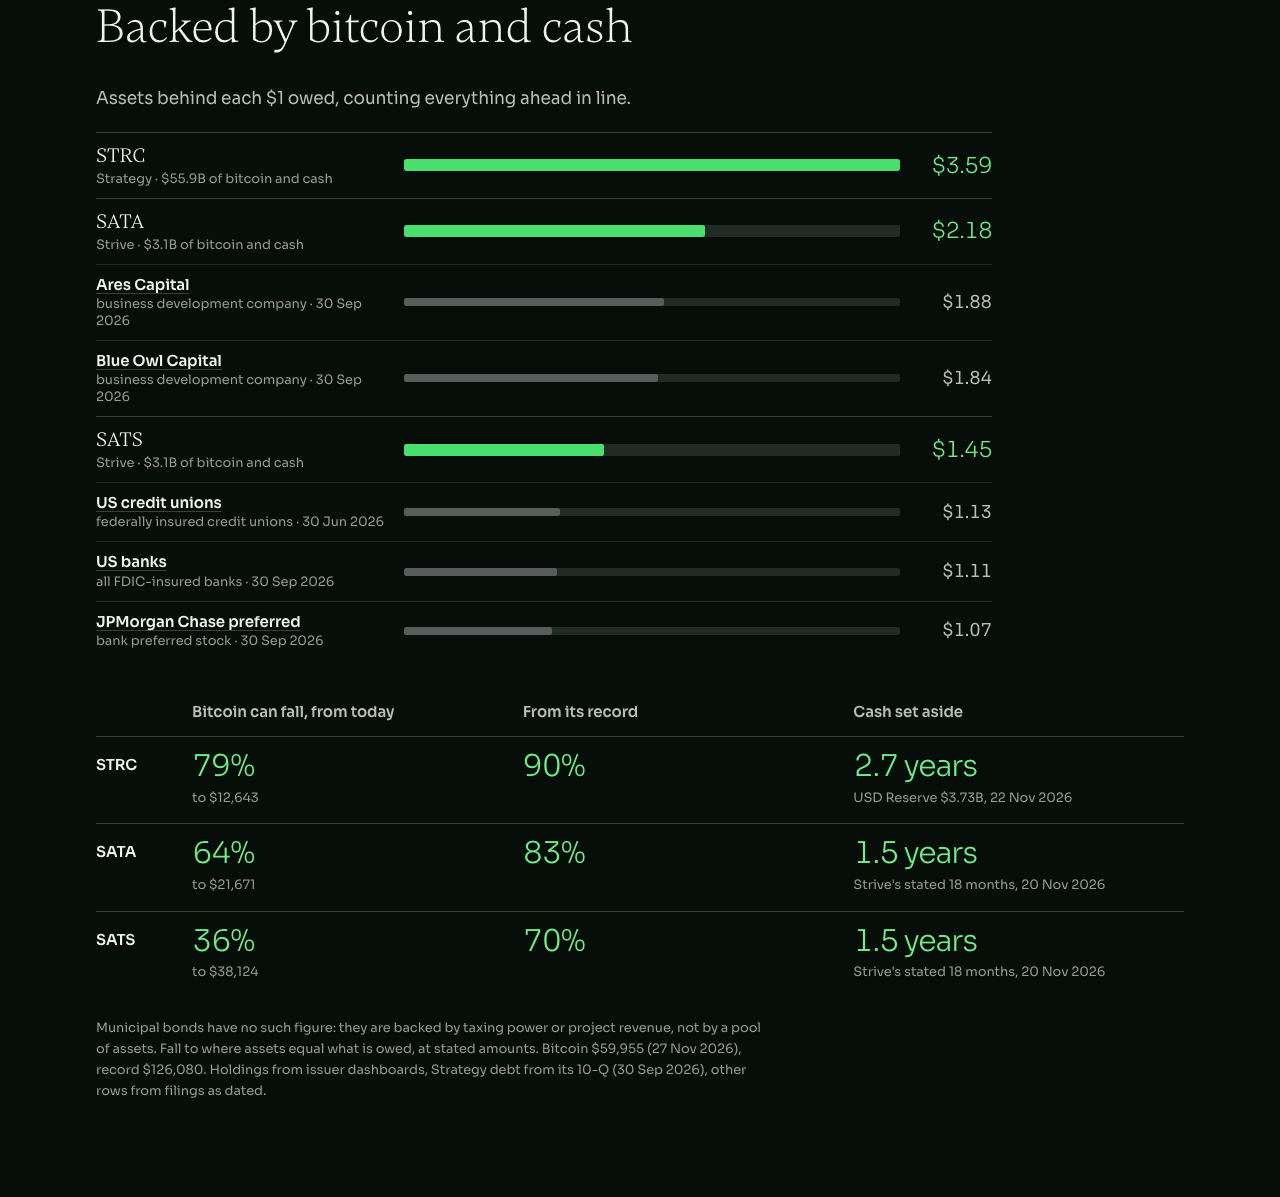 Backed by bitcoin and cash
Assets behind each $1 owed, counting everything ahead in line.
STRC
Strategy · $55.9B of bitcoin and cash
$3.59
SATA
Strive · $3.1B of bitcoin and cash
$2.18
Ares Capital
business development company · 30 Sep
2026
$1.88
Blue Owl Capital
business development company · 30 Sep
2026
$1.84
SATS
Strive · $3.1B of bitcoin and cash
$1.45
US credit unions
federally insured credit unions · 30 Jun 2026
$1.13
US banks
all FDIC-insured banks · 30 Sep 2026
$1.11
JPMorgan Chase preferred
bank preferred stock · 30 Sep 2026
$1.07
Bitcoin can fall, from today From its record Cash set aside
STRC 79% 90% 2.7 years
to $12,643 USD Reserve $3.73B, 22 Nov 2026
SATA 64% 83% 1.5 years
to $21,671 Strive's stated 18 months, 20 Nov 2026
SATS 36% 70% 1.5 years
to $38,124 Strive's stated 18 months, 20 Nov 2026
Municipal bonds have no such figure: they are backed by taxing power or project revenue, not by a pool
of assets. Fall to where assets equal what is owed, at stated amounts. Bitcoin $59,955 (27 Nov 2026),
record $126,080. Holdings from issuer dashboards, Strategy debt from its 10-Q (30 Sep 2026), other
rows from filings as dated.